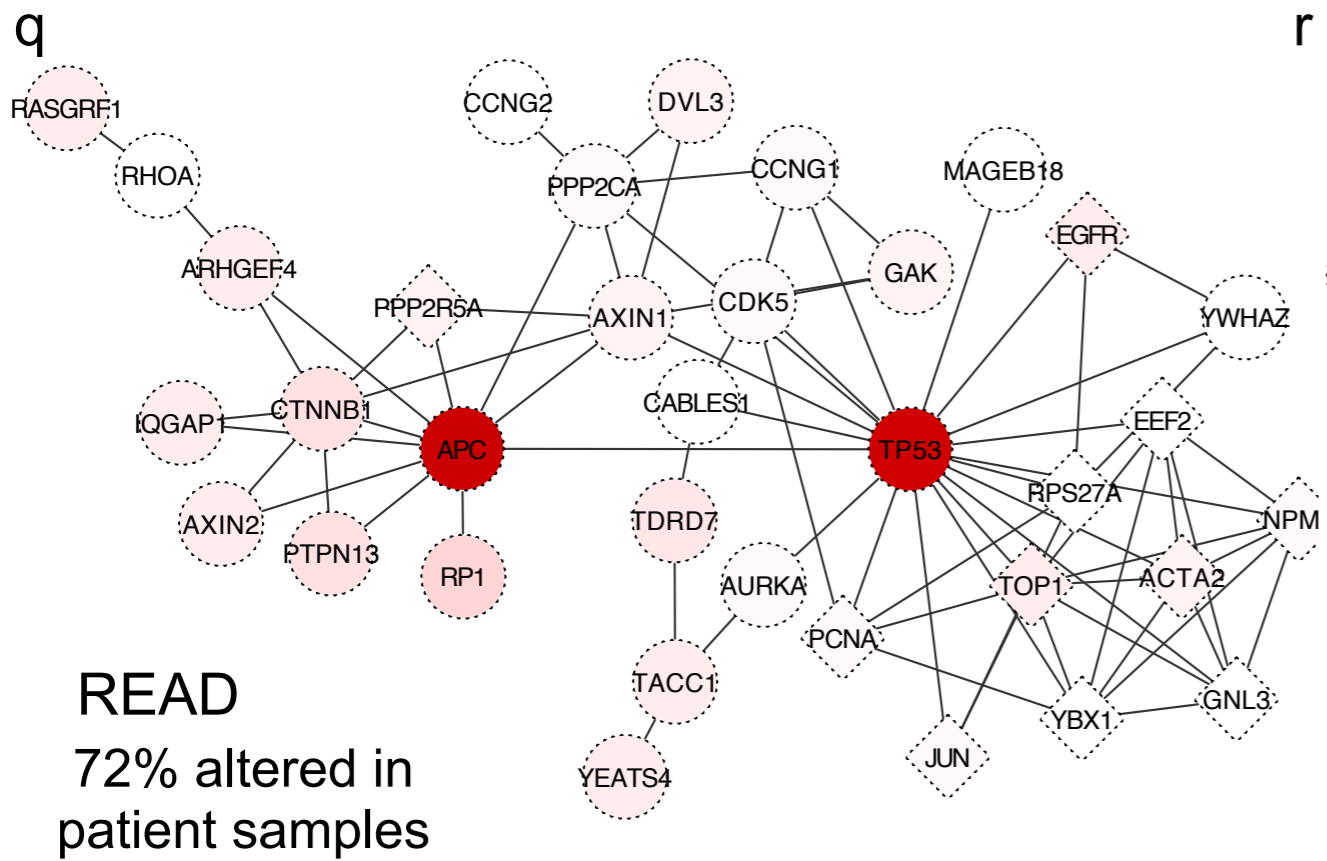 q
r
RASGRF1
CCNG2
DVL3
RHOA
PPP2CA
CCNG1
MAGEB18
EGFR
ARHGEF4
GAK
PPP2R5A
AXIN1
CDK5
YWHAZ
IQGAP1
CTNNB1
CABLES1
EEF2
APC
TP53
RPS27A
AXIN2
PTPN13
TDRD7
NPM
RP1
AURKA
TOP1
ACTA2
PCNA
TACC1
GNL3
YBX1
JUN
YEATS4
READ
72% altered in
patient samples